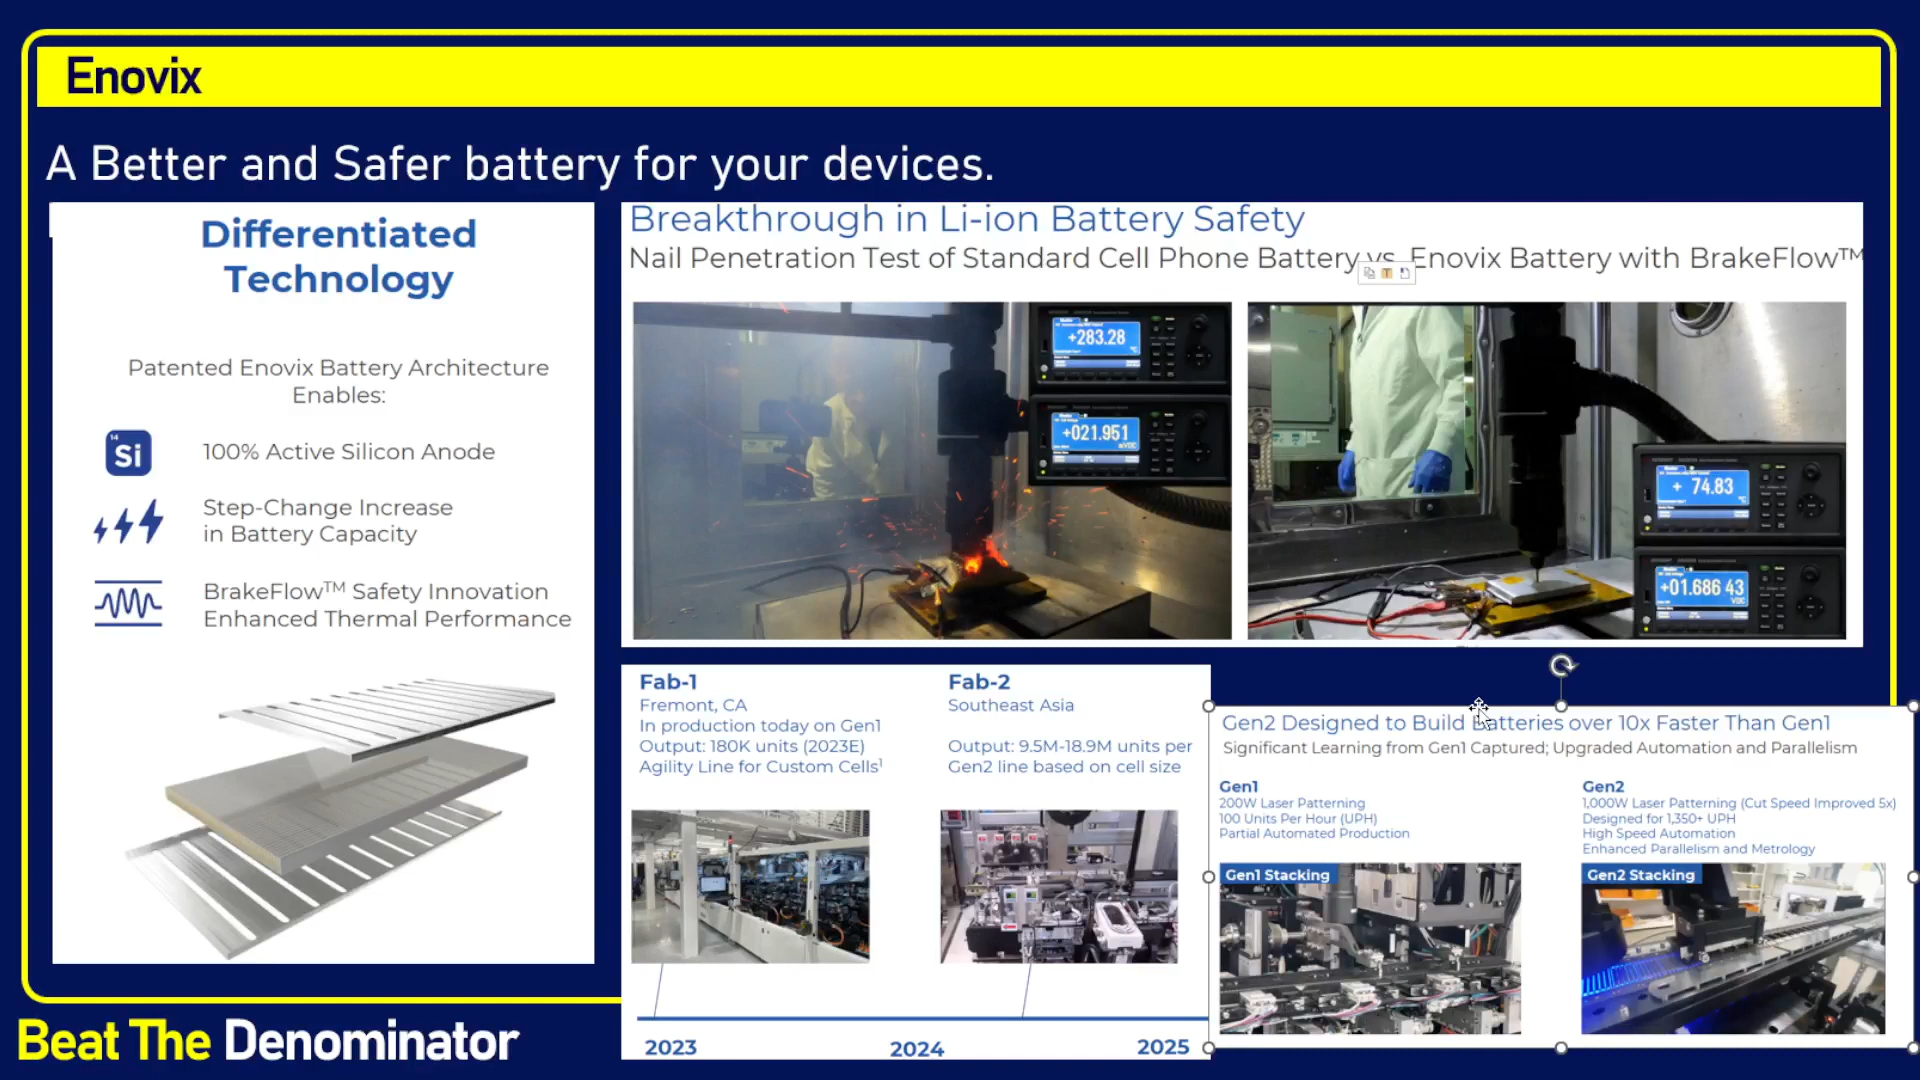 Enovix
A Better and Safer battery for your devices.
Differentiated
Technology
Patented Enovix Battery Architecture
Enables:
14
Si
100% Active Silicon Anode
Step-Change Increase
in Battery Capacity
BrakeFlow™ Safety Innovation
Enhanced Thermal Performance
Breakthrough in Li-ion Battery Safety
Nail Penetration Test of Standard Cell Phone Battery vs. Enovix Battery with BrakeFlow™
+283.28
+021.951
+ 74.83
+01.686 43
VDC
Fab-1
Fremont, CA
In production today on Gen1
Output: 180K units (2023E)
Agility Line for Custom Cells¹
Fab-2
Southeast Asia
Output: 9.5M-18.9M units per
Gen2 line based on cell size
2023
2024
2025
Gen2 Designed to Build Batteries over 10x Faster Than Gen1
Significant Learning from Gen1 Captured; Upgraded Automation and Parallelism
Gen1
200W Laser Patterning
100 Units Per Hour (UPH)
Partial Automated Production
Gen1 Stacking
Gen2
1,000W Laser Patterning (Cut Speed Improved 5x)
Designed for 1,350+ UPH
High Speed Automation
Enhanced Parallelism and Metrology
Gen2 Stacking
Beat The Denominator